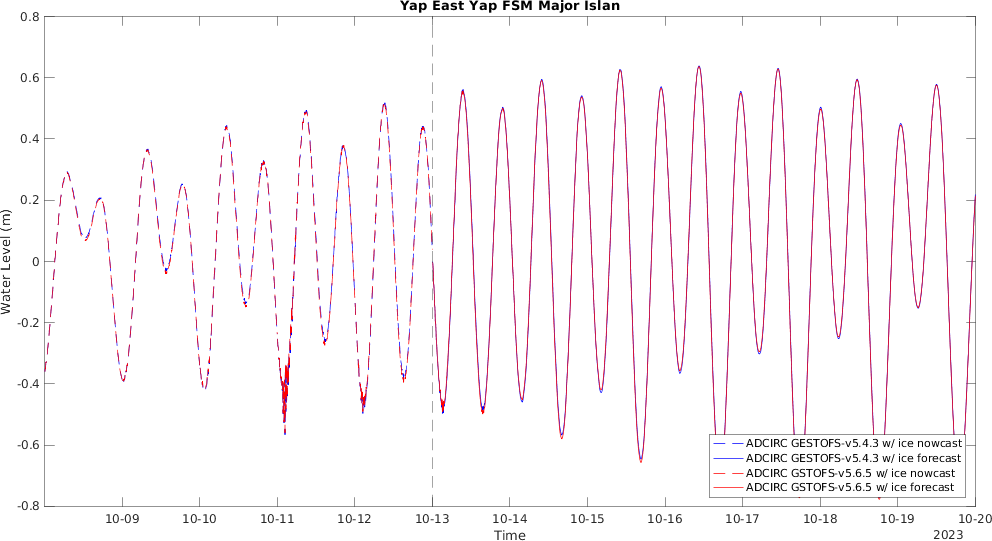 Yap East Yap FSM Major Islan
0.8
0.6
0.4
0.2
0
-0.2
-0.4
-0.6
-0.8
Water Level (m)
10-09 10-10 10-11 10-12 10-13 10-14 10-15 10-16 10-17 10-18 10-19 10-20
Time
2023
ADCIRC GESTOFS-v5.4.3 w/ ice nowcast
ADCIRC GESTOFS-v5.4.3 w/ ice forecast
ADCIRC GSTOFS-v5.6.5 w/ ice nowcast
ADCIRC GSTOFS-v5.6.5 w/ ice forecast